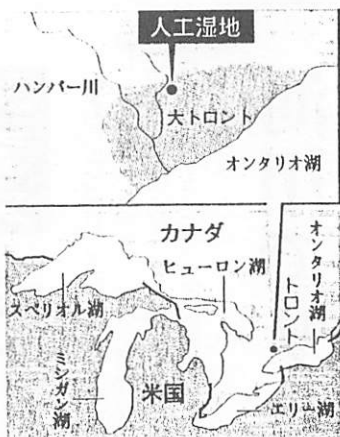 人工湿地
ハンバー川
大トロント
オンタリオ湖
カナダ
ヒューロン湖
オンタリオ湖
トロント
スペリオル湖
ミシガン湖
米国
エリー湖